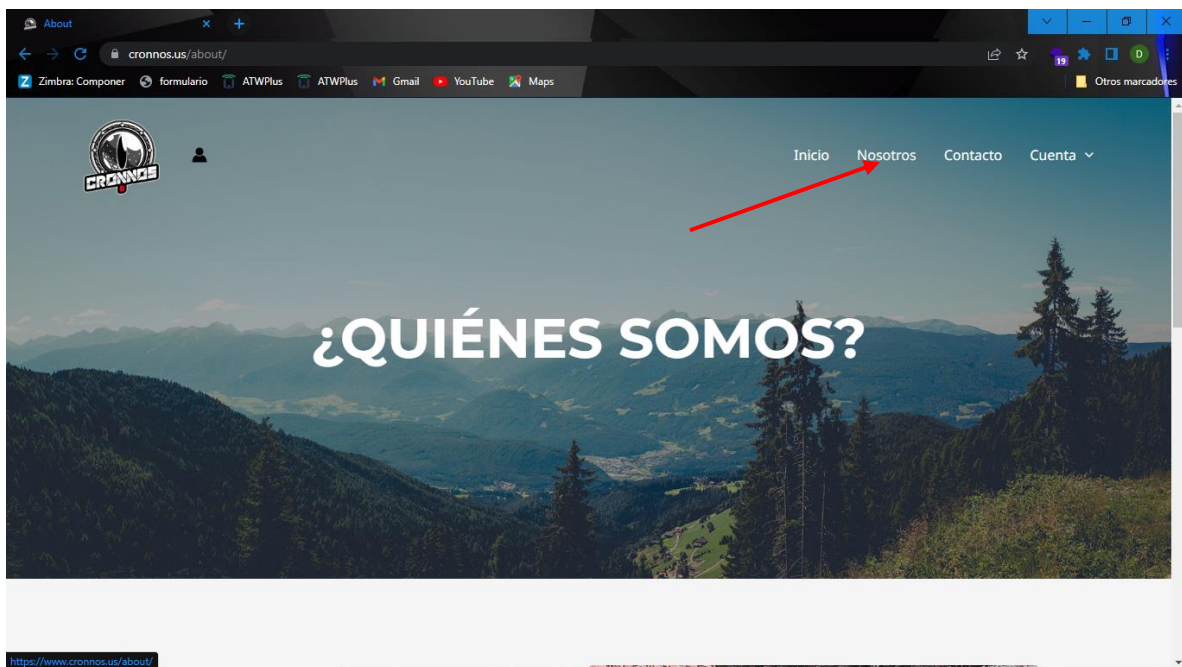 About
cronnos.us/about/
19
D
Zimbra: Componer formulario ATWPlus ATWPlus Gmail YouTube Maps Otros marcadores
CRONNOS
Inicio Nosotros Contacto Cuenta
¿QUIÉNES SOMOS?
https://www.cronnos.us/about/